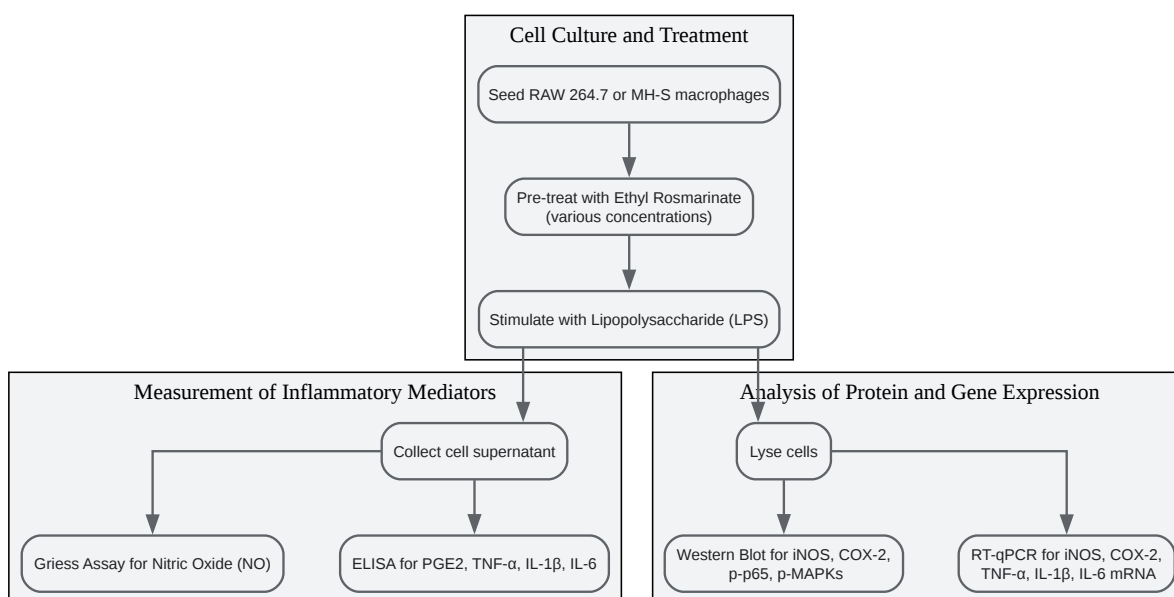 Cell Culture and Treatment
Seed RAW 264.7 or MH-S macrophages
Pre-treat with Ethyl Rosmarinate
(various concentrations)
Stimulate with Lipopolysaccharide (LPS)
Measurement of Inflammatory Mediators
Collect cell supernatant
Griess Assay for Nitric Oxide (NO)
ELISA for PGE2, TNF-α, IL-1β, IL-6
Analysis of Protein and Gene Expression
Lyse cells
Western Blot for iNOS, COX-2,
p-p65, p-MAPKs
RT-qPCR for iNOS, COX-2,
TNF-α, IL-1β, IL-6 mRNA